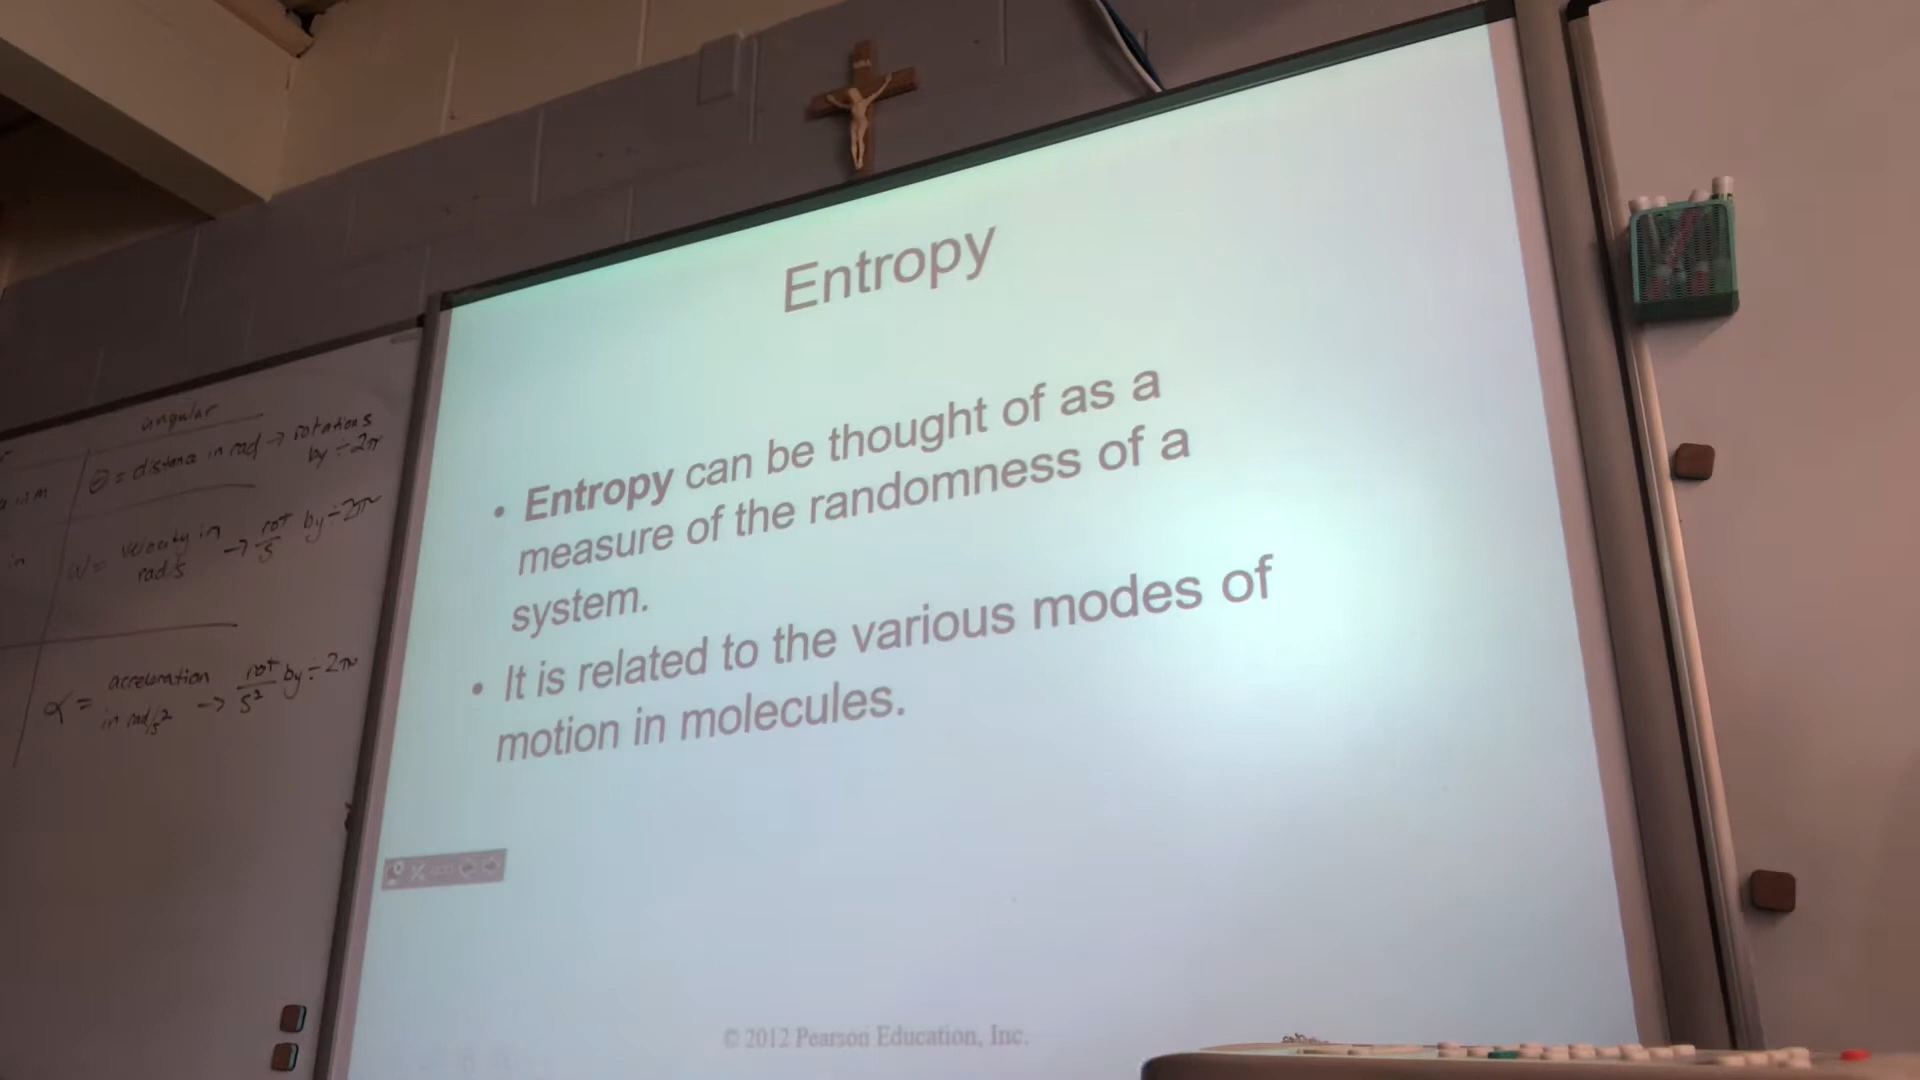 Entropy
• Entropy can be thought of as a
measure of the randomness of a
system.
• It is related to the various modes of
motion in molecules.
© 2012 Pearson Education, Inc.
angular
Θ = distance in rad → rotations
by ÷ 2π
in m
ω = velocity in
rad/s → rot/s by ÷ 2π
in
α = acceleration
in rad/s² → rot/s² by ÷ 2π